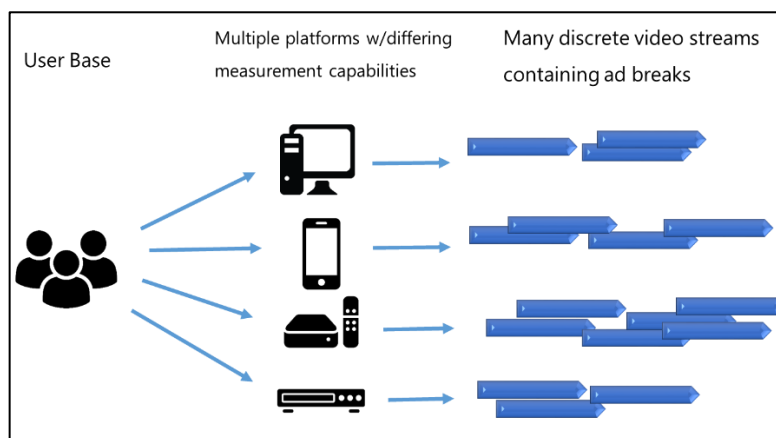 User Base
Multiple platforms w/differing
measurement capabilities
Many discrete video streams
containing ad breaks